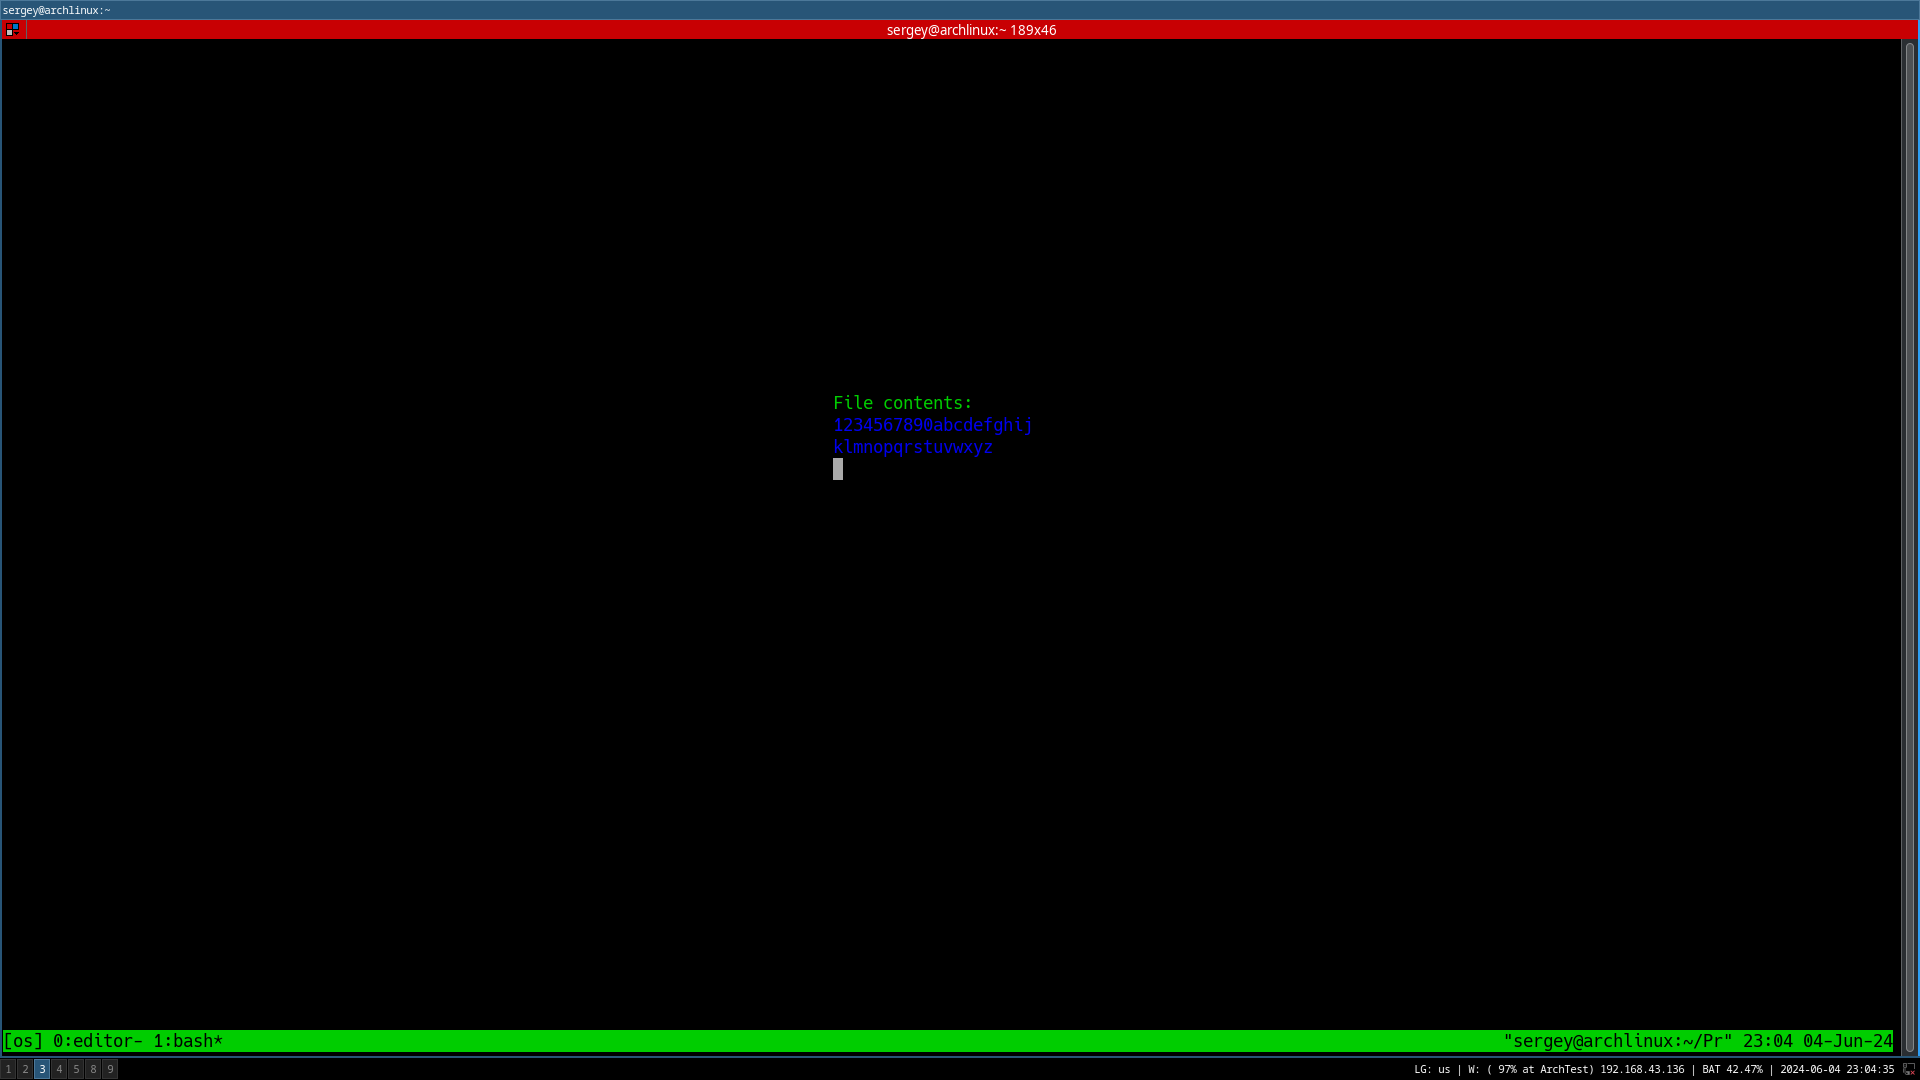 sergey@archlinux:~
sergey@archlinux:~ 189x46
File contents:
1234567890abcdefghij
klmnopqrstuvwxyz
[os] 0:editor- 1:bash* "sergey@archlinux:~/Pr" 23:04 04-Jun-24
1 2 3 4 5 8 9 LG: us | W: ( 97% at ArchTest) 192.168.43.136 | BAT 42.47% | 2024-06-04 23:04:35